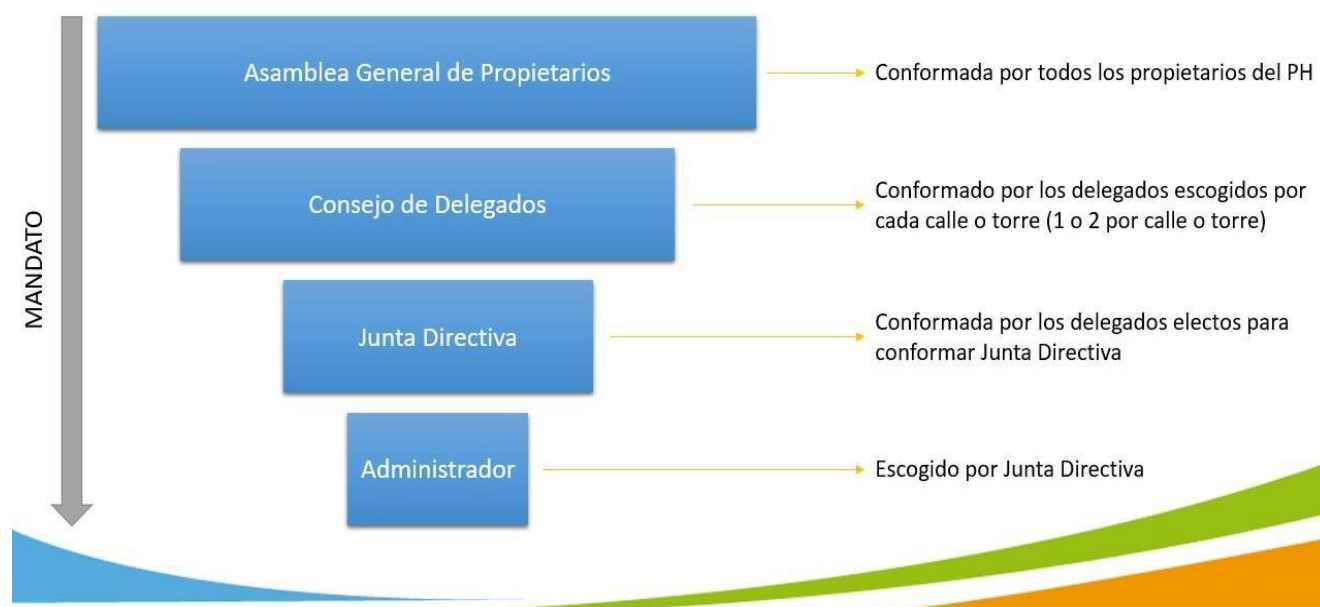 MANDATO
Asamblea General de Propietarios
Conformada por todos los propietarios del PH
Consejo de Delegados
Conformado por los delegados escogidos por
cada calle o torre (1 o 2 por calle o torre)
Junta Directiva
Conformada por los delegados electos para
conformar Junta Directiva
Administrador
Escogido por Junta Directiva